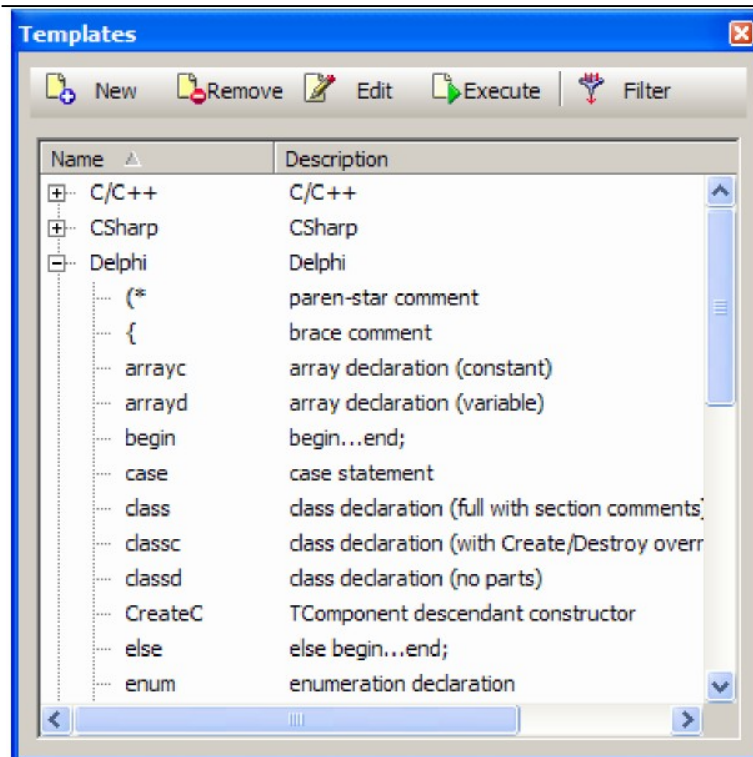 Templates
New Remove Edit Execute Filter
Name Description
C/C++ C/C++
CSharp CSharp
Delphi Delphi
(* paren-star comment
{ brace comment
arrayc array declaration (constant)
arrayd array declaration (variable)
begin begin...end;
case case statement
class class declaration (full with section comments)
classc class declaration (with Create/Destroy overr
classd class declaration (no parts)
CreateC TComponent descendant constructor
else else begin...end;
enum enumeration declaration